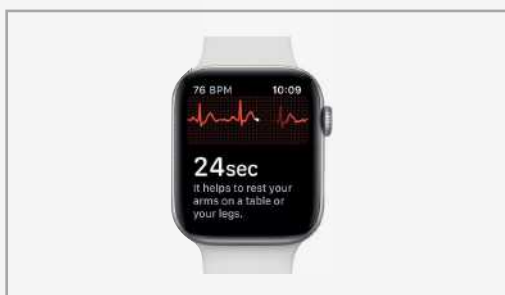 76 BPM 10:09
24sec
It helps to rest your
arms on a table or
your legs.